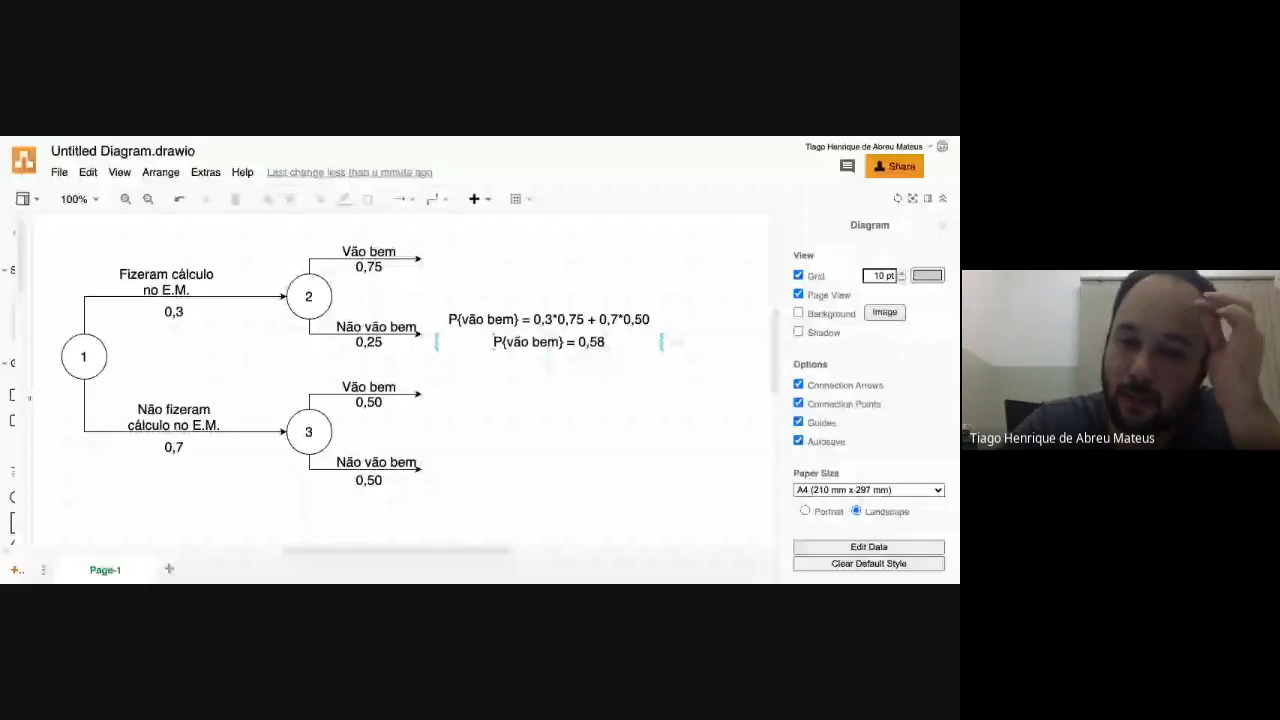 Untitled Diagram.drawio
Tiago Henrique de Abreu Mateus
File Edit View Arrange Extras Help Last change less than a minute ago
Share
100%
Diagram
View
Grid 10 pt
Page View
Background Image
Shadow
Options
Connection Arrows
Connection Points
Guides
Autosave
Paper Size
A4 (210 mm x 297 mm)
Portrait Landscape
Edit Data
Clear Default Style
Fizeram cálculo
no E.M.
0,3
1
Não fizeram
cálculo no E.M.
0,7
2
Vão bem
0,75
Não vão bem
0,25
3
Vão bem
0,50
Não vão bem
0,50
P{vão bem} = 0,3*0,75 + 0,7*0,50
P{vão bem} = 0,58
Page-1
Tiago Henrique de Abreu Mateus